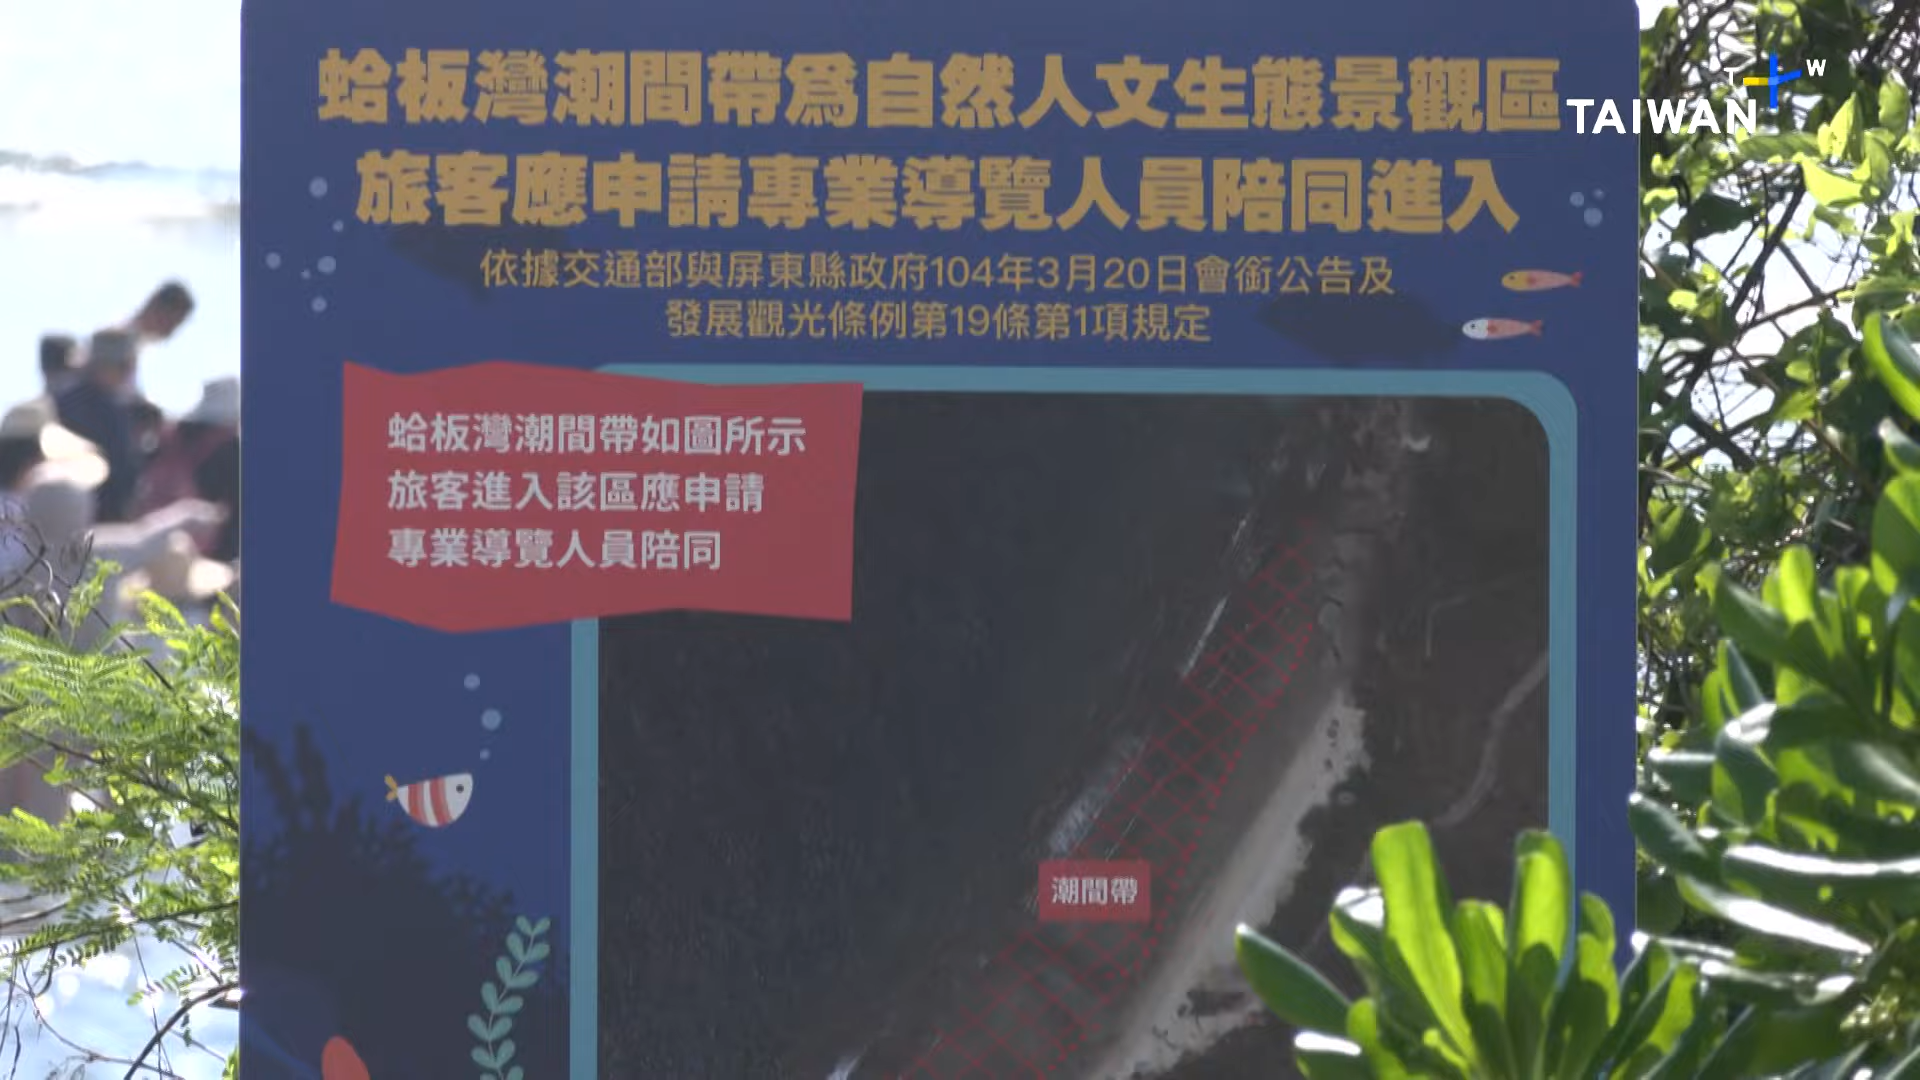 蛤板灣潮間帶爲自然人文生態景觀區
旅客應申請專業導覽人員陪同進入
依據交通部與屏東縣政府104年3月20日會銜公告及
發展觀光條例第19條第1項規定
蛤板灣潮間帶如圖所示
旅客進入該區應申請
專業導覽人員陪同
潮間帶
T W
TAIWAN